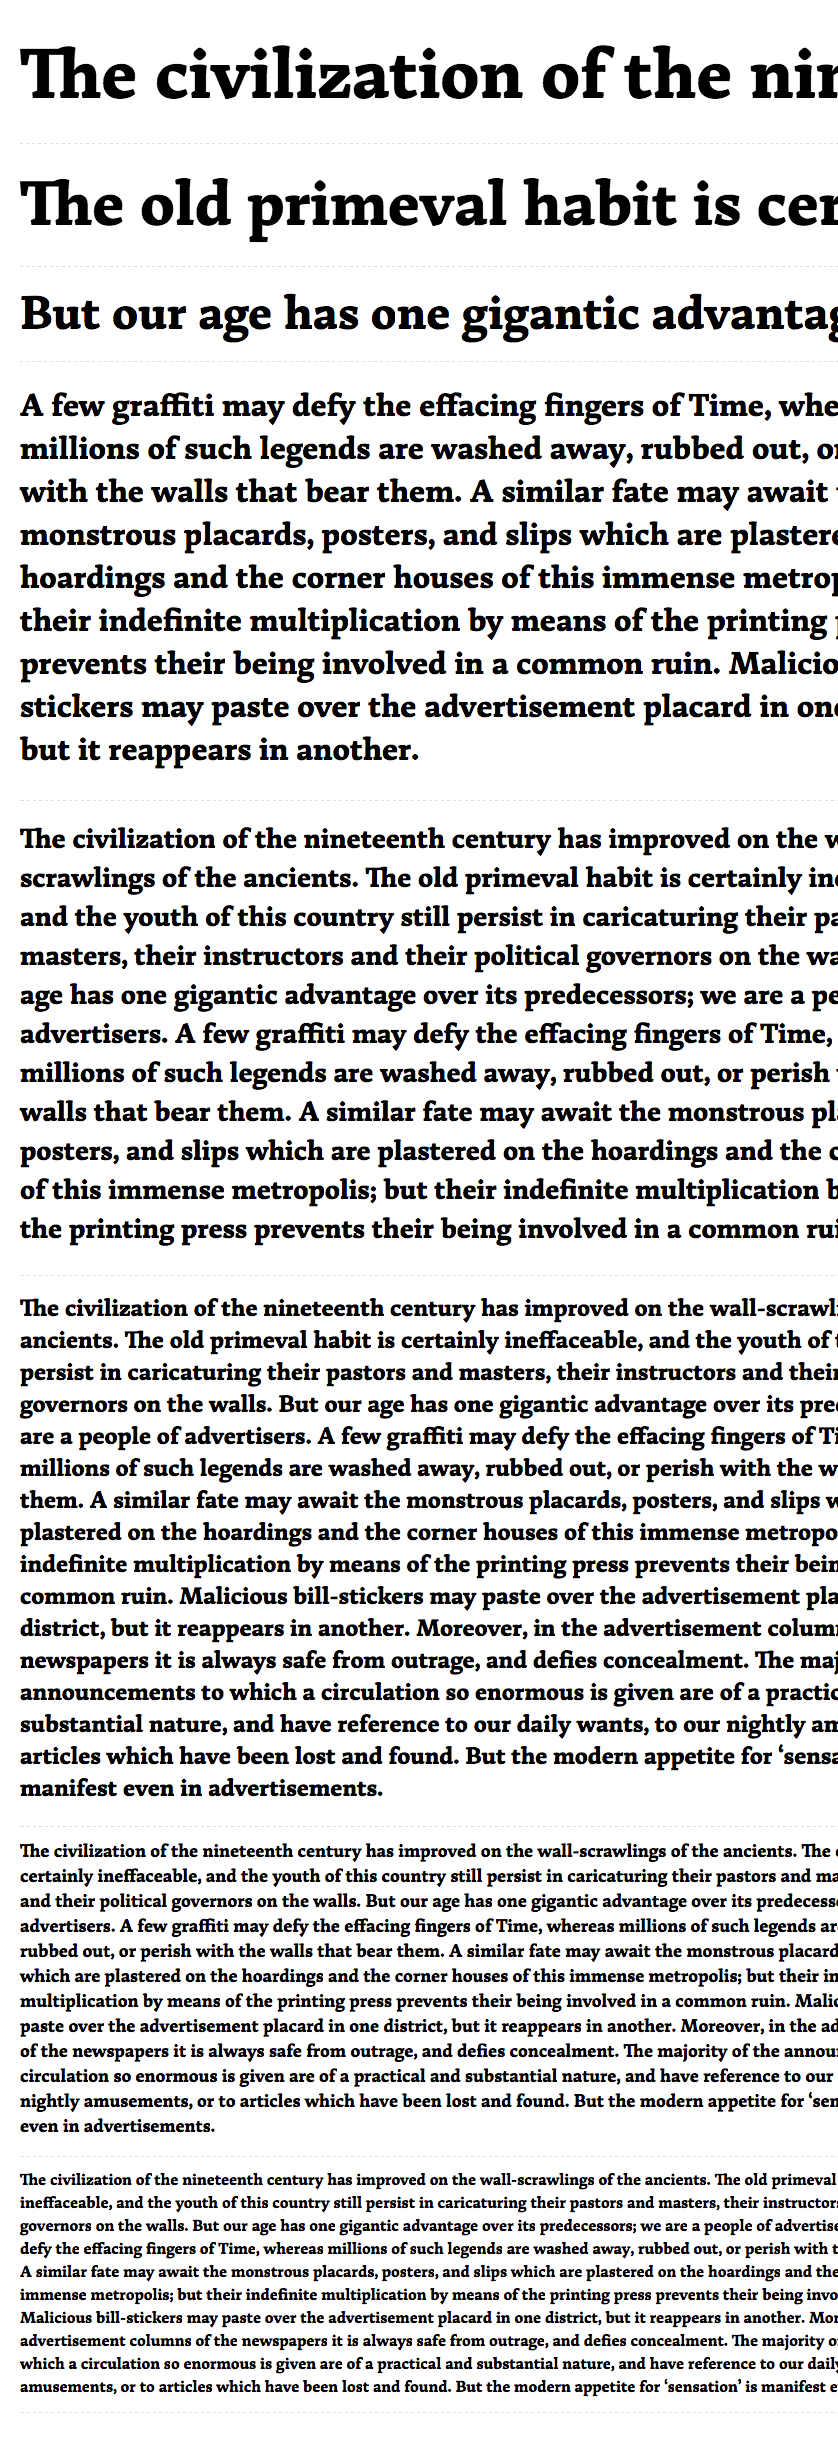 The civilization of the nin
The old primeval habit is cer
But our age has one gigantic advantag
A few graffiti may defy the effacing fingers of Time, whe
millions of such legends are washed away, rubbed out, or
with the walls that bear them. A similar fate may await
monstrous placards, posters, and slips which are plastere
hoardings and the corner houses of this immense metrop
their indefinite multiplication by means of the printing
prevents their being involved in a common ruin. Malicio
stickers may paste over the advertisement placard in one
but it reappears in another.
The civilization of the nineteenth century has improved on the w
scrawlings of the ancients. The old primeval habit is certainly ine
and the youth of this country still persist in caricaturing their pa
masters, their instructors and their political governors on the wa
age has one gigantic advantage over its predecessors; we are a pe
advertisers. A few graffiti may defy the effacing fingers of Time,
millions of such legends are washed away, rubbed out, or perish
walls that bear them. A similar fate may await the monstrous pla
posters, and slips which are plastered on the hoardings and the c
of this immense metropolis; but their indefinite multiplication b
the printing press prevents their being involved in a common rui
The civilization of the nineteenth century has improved on the wall-scrawli
ancients. The old primeval habit is certainly ineffaceable, and the youth of t
persist in caricaturing their pastors and masters, their instructors and their
governors on the walls. But our age has one gigantic advantage over its pred
are a people of advertisers. A few graffiti may defy the effacing fingers of Ti
millions of such legends are washed away, rubbed out, or perish with the w
them. A similar fate may await the monstrous placards, posters, and slips w
plastered on the hoardings and the corner houses of this immense metropo
indefinite multiplication by means of the printing press prevents their bein
common ruin. Malicious bill-stickers may paste over the advertisement pla
district, but it reappears in another. Moreover, in the advertisement column
newspapers it is always safe from outrage, and defies concealment. The maj
announcements to which a circulation so enormous is given are of a practic
substantial nature, and have reference to our daily wants, to our nightly am
articles which have been lost and found. But the modern appetite for ‘sensa
manifest even in advertisements.
The civilization of the nineteenth century has improved on the wall-scrawlings of the ancients. The o
certainly ineffaceable, and the youth of this country still persist in caricaturing their pastors and ma
and their political governors on the walls. But our age has one gigantic advantage over its predecesso
advertisers. A few graffiti may defy the effacing fingers of Time, whereas millions of such legends ar
rubbed out, or perish with the walls that bear them. A similar fate may await the monstrous placard
which are plastered on the hoardings and the corner houses of this immense metropolis; but their in
multiplication by means of the printing press prevents their being involved in a common ruin. Malic
paste over the advertisement placard in one district, but it reappears in another. Moreover, in the ad
of the newspapers it is always safe from outrage, and defies concealment. The majority of the annou
circulation so enormous is given are of a practical and substantial nature, and have reference to our
nightly amusements, or to articles which have been lost and found. But the modern appetite for ‘sen
even in advertisements.
The civilization of the nineteenth century has improved on the wall-scrawlings of the ancients. The old primeval
ineffaceable, and the youth of this country still persist in caricaturing their pastors and masters, their instructors
governors on the walls. But our age has one gigantic advantage over its predecessors; we are a people of advertise
defy the effacing fingers of Time, whereas millions of such legends are washed away, rubbed out, or perish with t
A similar fate may await the monstrous placards, posters, and slips which are plastered on the hoardings and the
immense metropolis; but their indefinite multiplication by means of the printing press prevents their being invo
Malicious bill-stickers may paste over the advertisement placard in one district, but it reappears in another. Mor
advertisement columns of the newspapers it is always safe from outrage, and defies concealment. The majority o
which a circulation so enormous is given are of a practical and substantial nature, and have reference to our daily
amusements, or to articles which have been lost and found. But the modern appetite for ‘sensation’ is manifest e